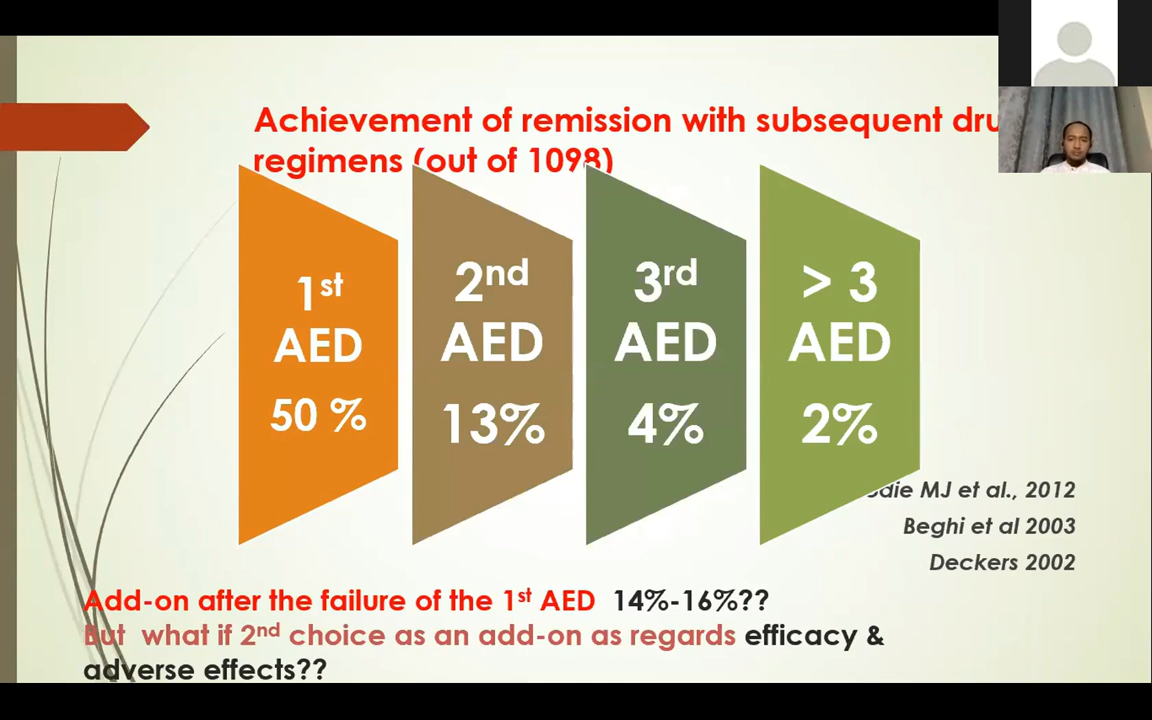 Achievement of remission with subsequent
regimens (out of 1098)
1st
AED
50 %
2nd
AED
13%
3rd
AED
4%
> 3
AED
2%
MJ et al., 2012
Beghi et al 2003
Deckers 2002
Add-on after the failure of the 1st AED 14%-16%??
But what if 2nd choice as an add-on as regards efficacy &
adverse effects??